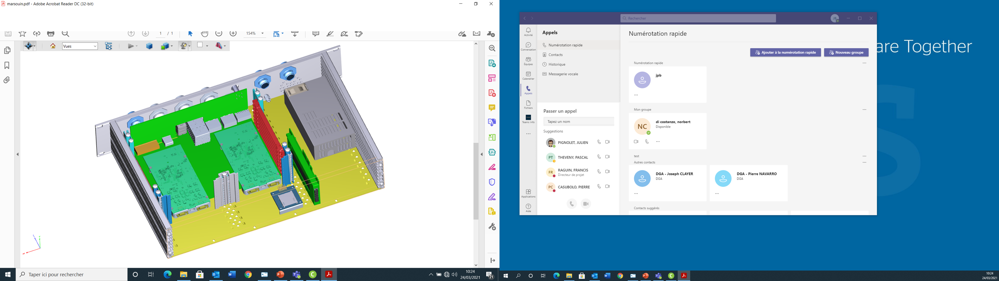 marsouin.pdf - Adobe Acrobat Reader DC (32-bit)
1 / 1
154%
Vues
Taper ici pour rechercher
10:24
24/03/2021
21
are Together
Rechercher
JB
Activité
Conversation
Équipes
Calendrier
Appels
Fichiers
Teams Info
Applications
Aide
Appels
Numérotation rapide
Contacts
Historique
Messagerie vocale
Passer un appel
Tapez un nom
Suggestions
PIGNOLET, JULIEN
PT
THEVENY, PASCAL
FR
RAGUIN, FRANCIS
Directeur de projet
PC
CASUBOLO, PIERRE
Numérotation rapide
Ajouter à la numérotation rapide
Nouveau groupe
Numérotation rapide
jpb
Mon groupe
NC
di costanzo, norbert
Disponible
test
Autres contacts
DGA - Joseph CLAYER
DGA
DGA - Pierre NAVARRO
DGA
Contacts suggérés
10:24
24/03/2021